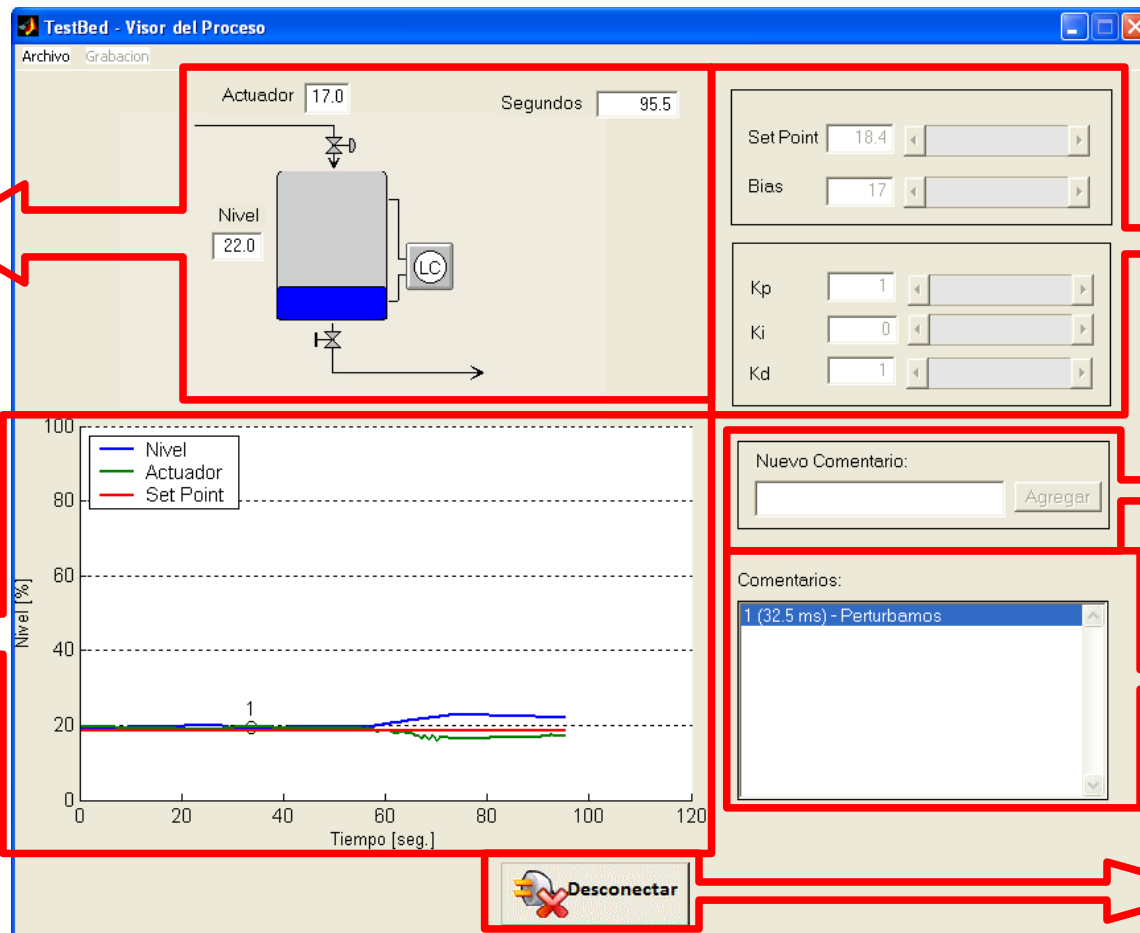 TestBed - Visor del Proceso
Archivo Grabacion
Actuador 17.0
Segundos 95.5
Nivel
22.0
LC
Set Point 18.4
Bias 17
Kp 1
Ki 0
Kd 1
100
80
60
40
20
0
Nivel [%]
Nivel
Actuador
Set Point
1
0 20 40 60 80 100 120
Tiempo [seg.]
Nuevo Comentario:
Agregar
Comentarios:
1 (32.5 ms) - Perturbamos
Desconectar